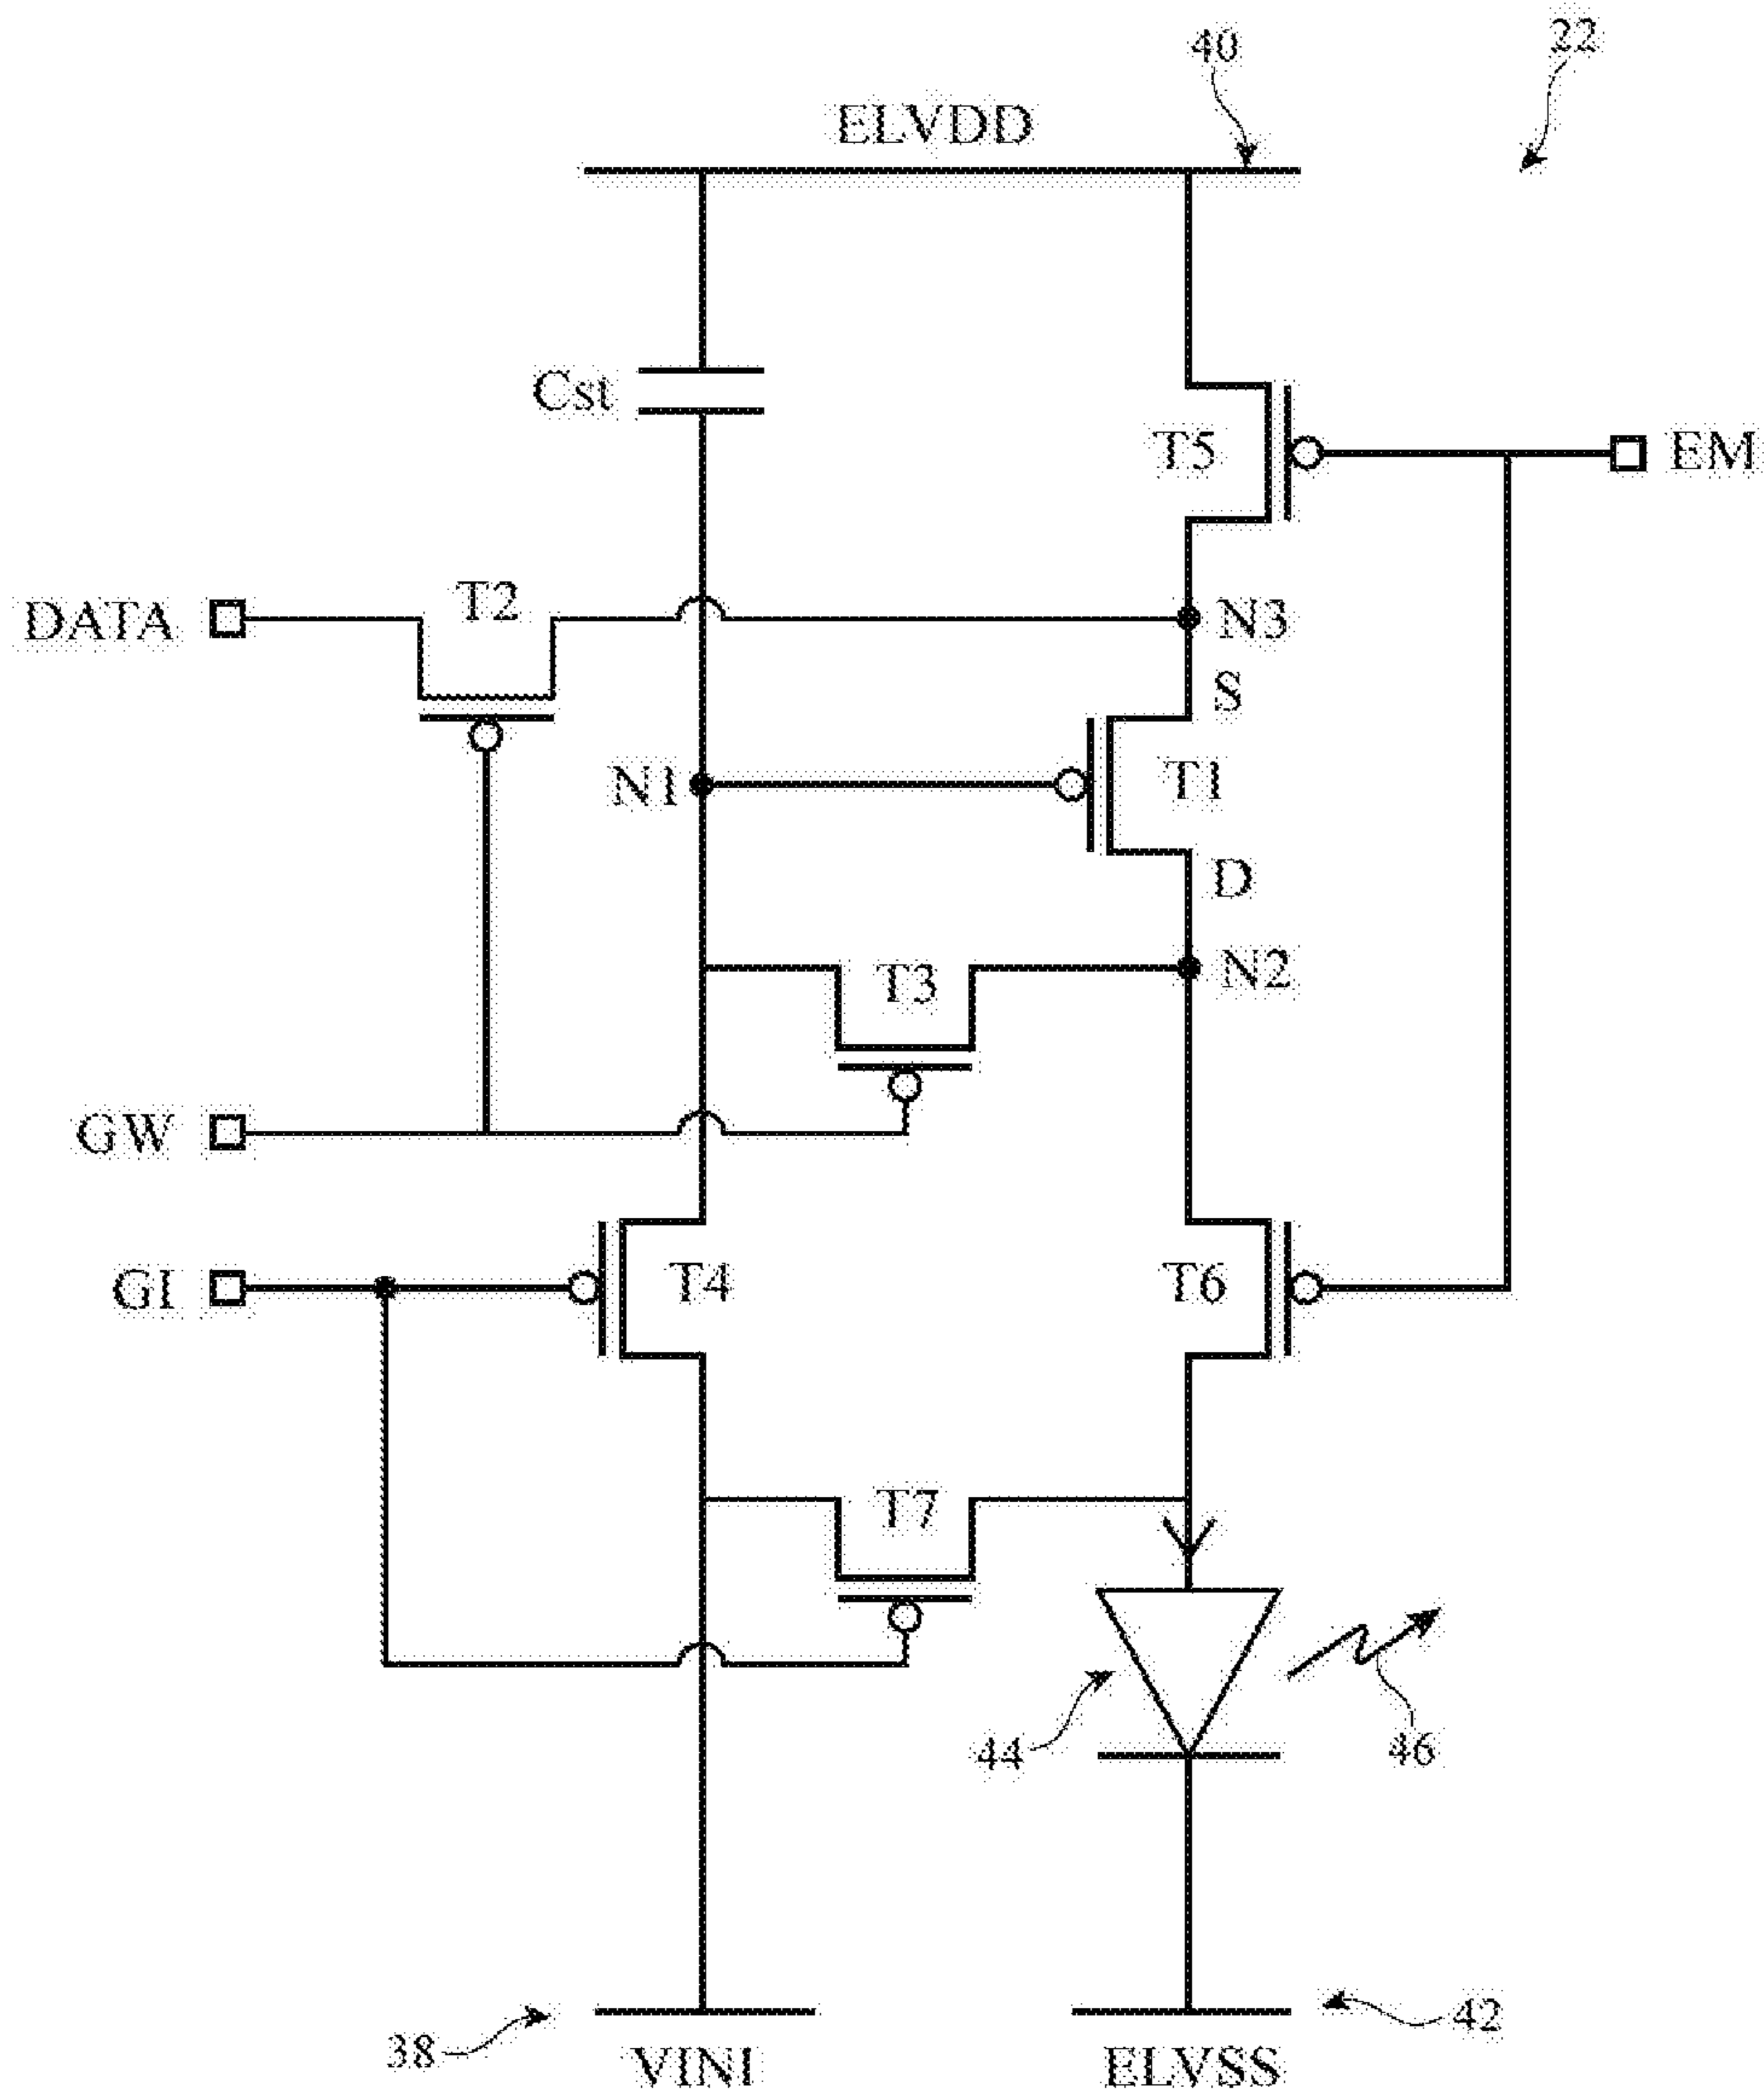 40
22
ELVDD
Cst
T5
EM
DATA
T2
N3
S
N1
T1
D
T3
N2
GW
GI
T4
T6
T7
44
46
38
42
VINI
ELVSS